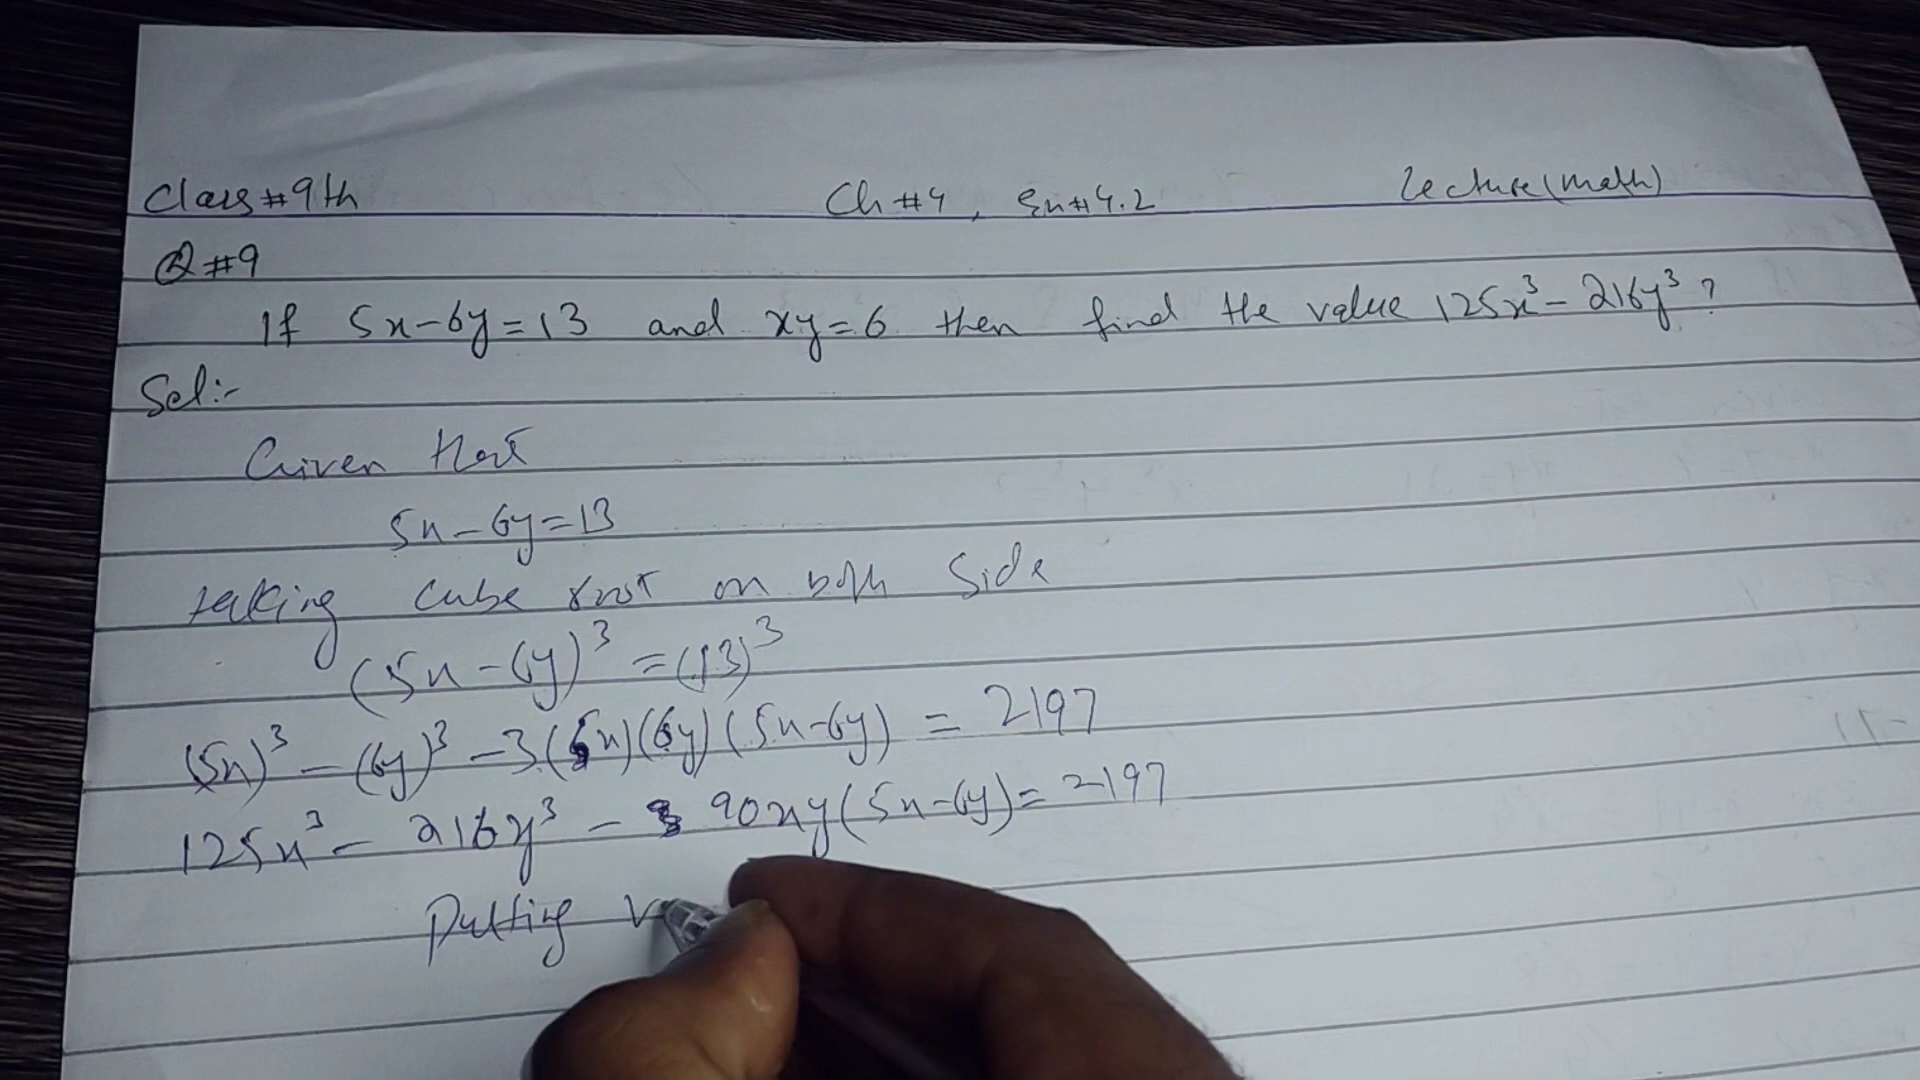 Class #9th Ch #4, Ex#4.2 Lecture(math)
Q #9
If 5x-6y=13 and xy=6 then find the value 125x³-216y³?
Sol:-
Given that
5x-6y=13
taking cube root on both side
(5x-6y)³=(13)³
(5x)³-(6y)³-3(5x)(6y)(5x-6y)=2197
125x³-216y³-90xy(5x-6y)=2197
Putting